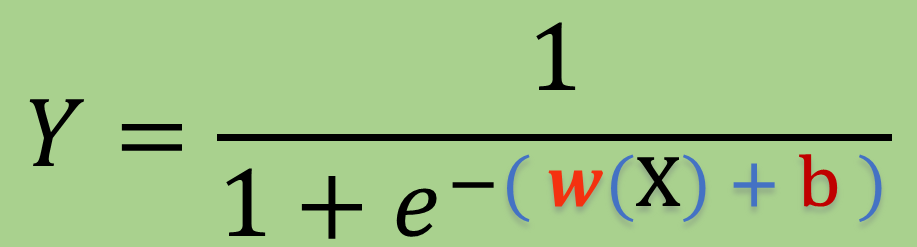 Y = 1 / (1 + e^−( w(X) + b ))